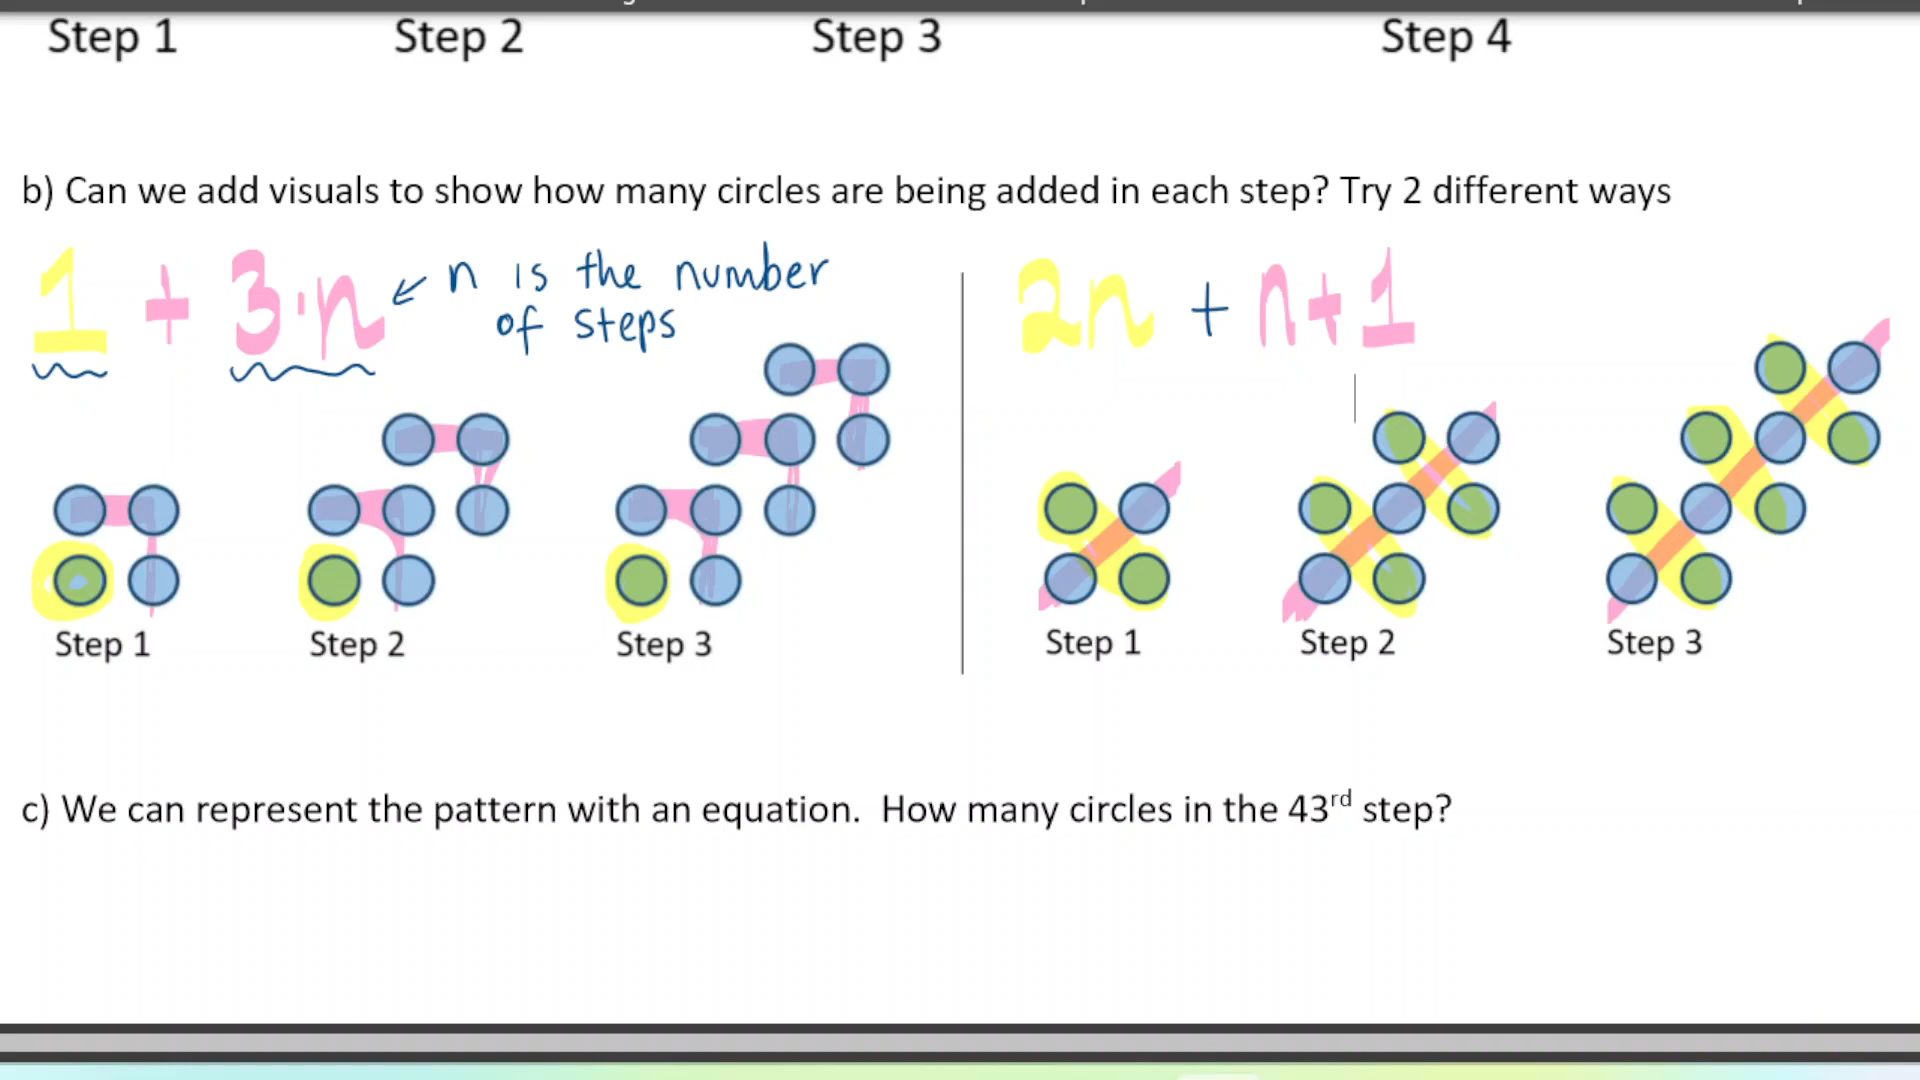 Step 1 Step 2 Step 3 Step 4
b) Can we add visuals to show how many circles are being added in each step? Try 2 different ways
1 + 3·n ← n is the number
of steps
2n + n+1
Step 1 Step 2 Step 3
Step 1 Step 2 Step 3
c) We can represent the pattern with an equation. How many circles in the 43rd step?